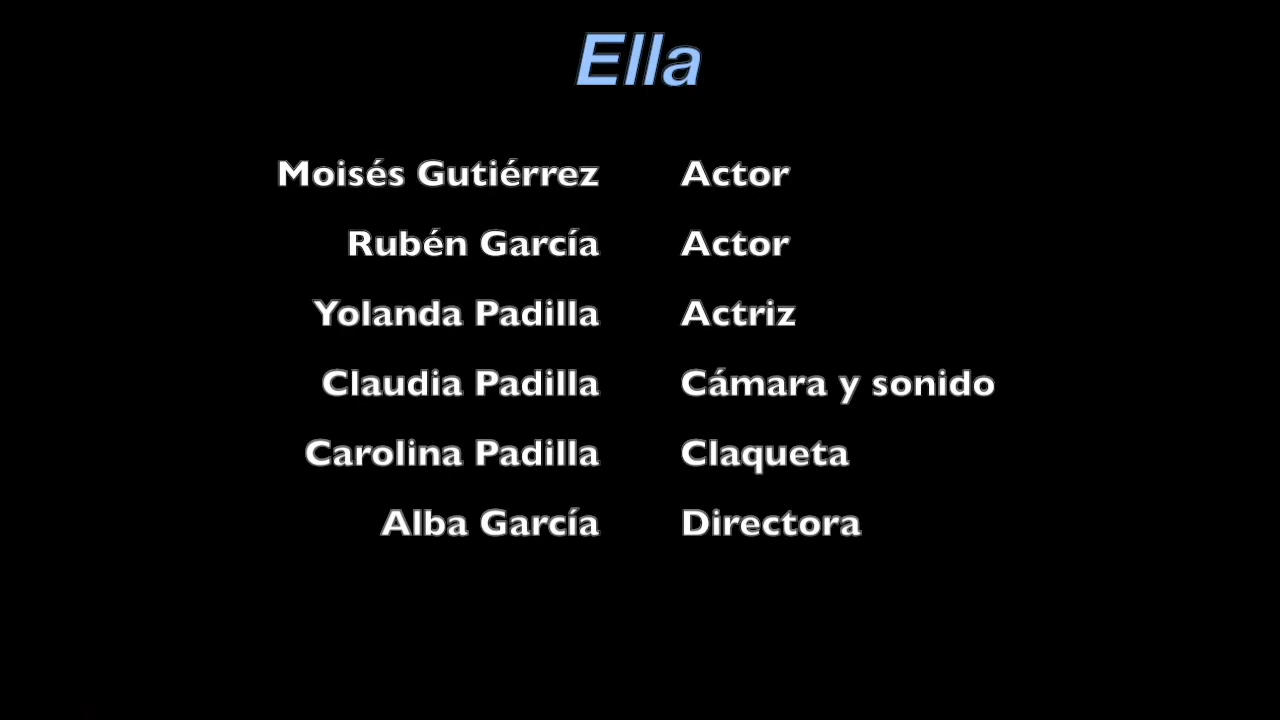 Ella
Moisés Gutiérrez Actor
Rubén García Actor
Yolanda Padilla Actriz
Claudia Padilla Cámara y sonido
Carolina Padilla Claqueta
Alba García Directora